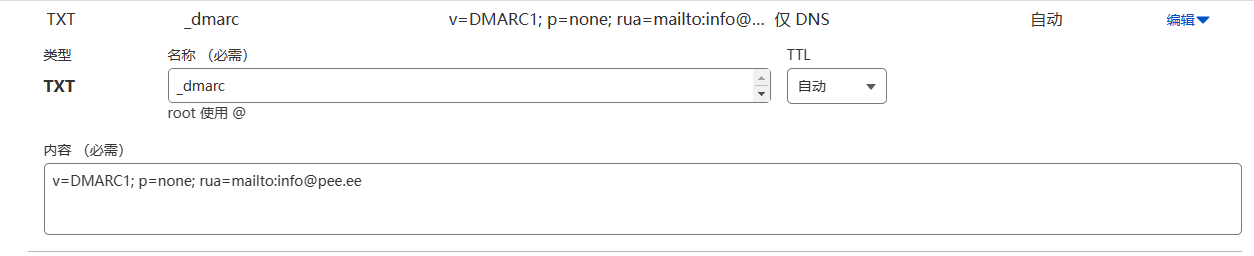 TXT _dmarc v=DMARC1; p=none; rua=mailto:info@... 仅 DNS 自动 编辑
类型 名称 （必需） TTL
TXT _dmarc 自动
root 使用 @
内容 （必需）
v=DMARC1; p=none; rua=mailto:info@pee.ee